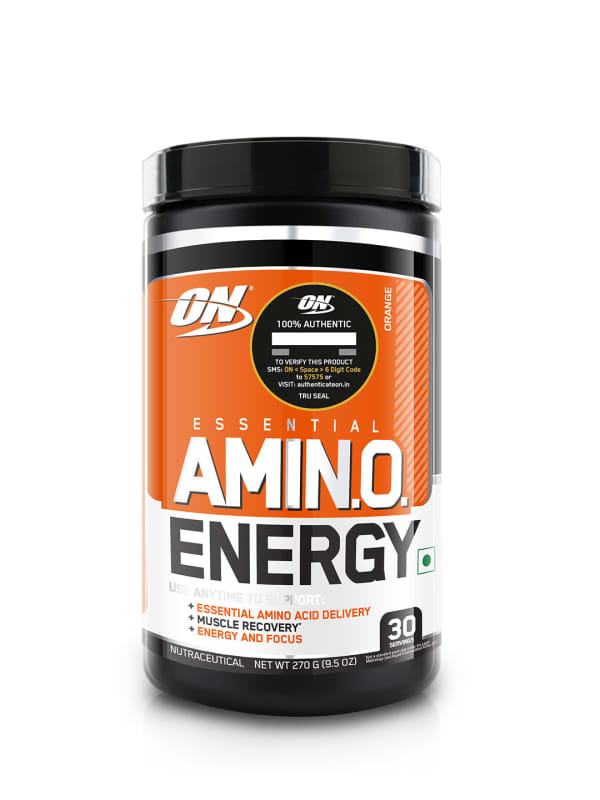 ON®
ORANGE
ON™
100% AUTHENTIC
TO VERIFY THIS PRODUCT
SMS: ON < Space > 6 Digit Code
to 57575 or
VISIT: authenticateon.in
TRU SEAL
ESSENTIAL
AMIN.O.
ENERGY
USE ANYTIME TO SUPPORT:
+ ESSENTIAL AMINO ACID DELIVERY
+ MUSCLE RECOVERY*
+ ENERGY AND FOCUS
30
SERVINGS
NUTRACEUTICAL NET WT 270 G (9.5 OZ)